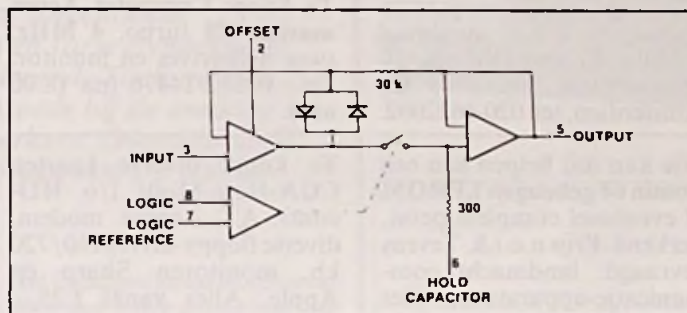 OFFSET
2
30 k
INPUT 3
5 OUTPUT
LOGIC 8
LOGIC REFERENCE 7
300
6
HOLD CAPACITOR